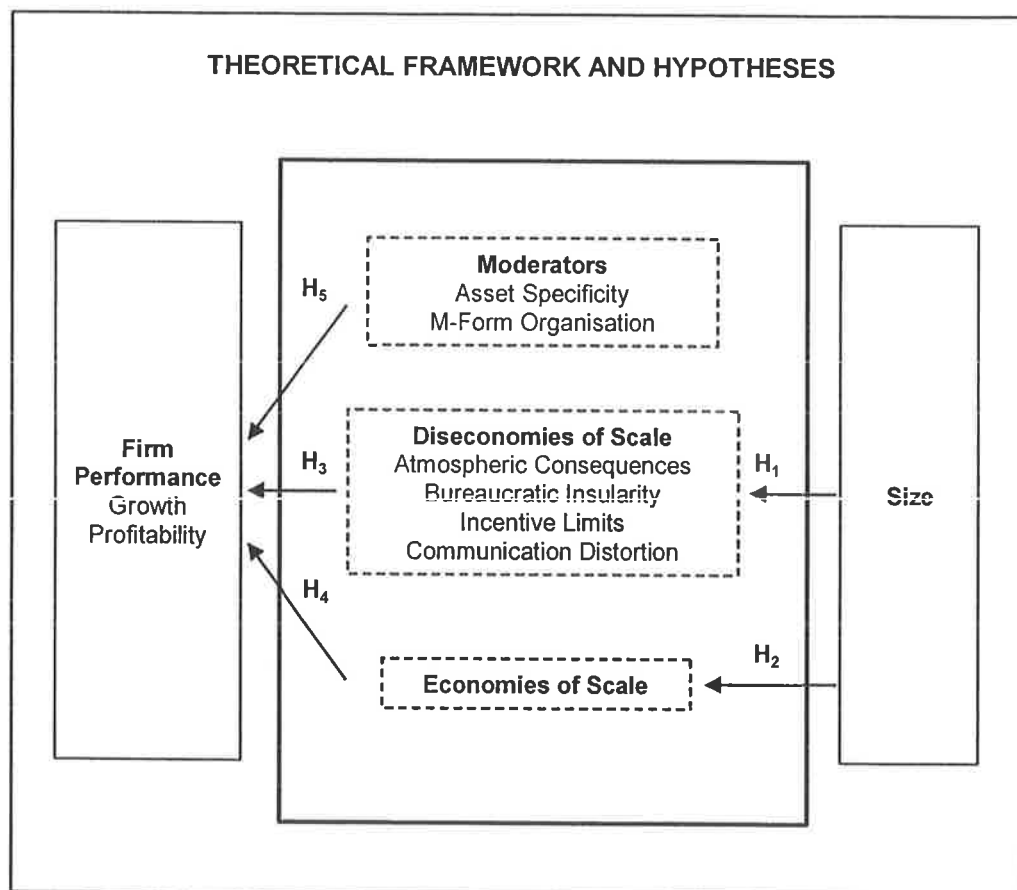 THEORETICAL FRAMEWORK AND HYPOTHESES
Moderators
Asset Specificity
M-Form Organisation
H₅
Firm
Performance
Growth
Profitability
H₃
Diseconomies of Scale
Atmospheric Consequences
Bureaucratic Insularity
Incentive Limits
Communication Distortion
H₁
Size
H₄
Economies of Scale
H₂